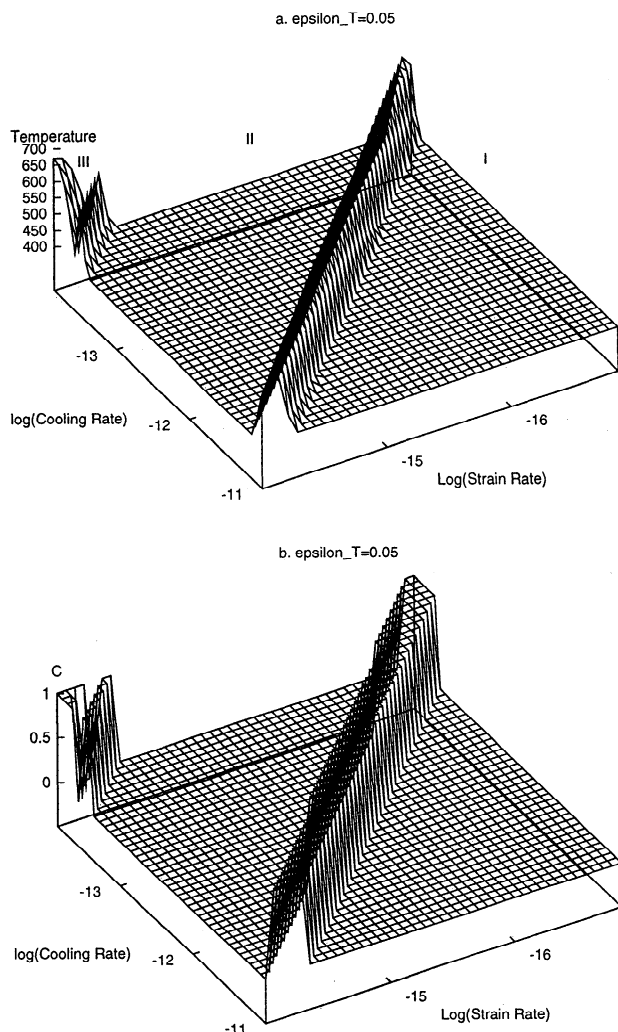 a. epsilon_T=0.05
Temperature
II
III
I
700
650
600
550
500
450
400
-13
log(Cooling Rate)
-12
-11
-16
-15
Log(Strain Rate)
b. epsilon_T=0.05
C
1
0.5
0
-13
log(Cooling Rate)
-12
-11
-16
-15
Log(Strain Rate)